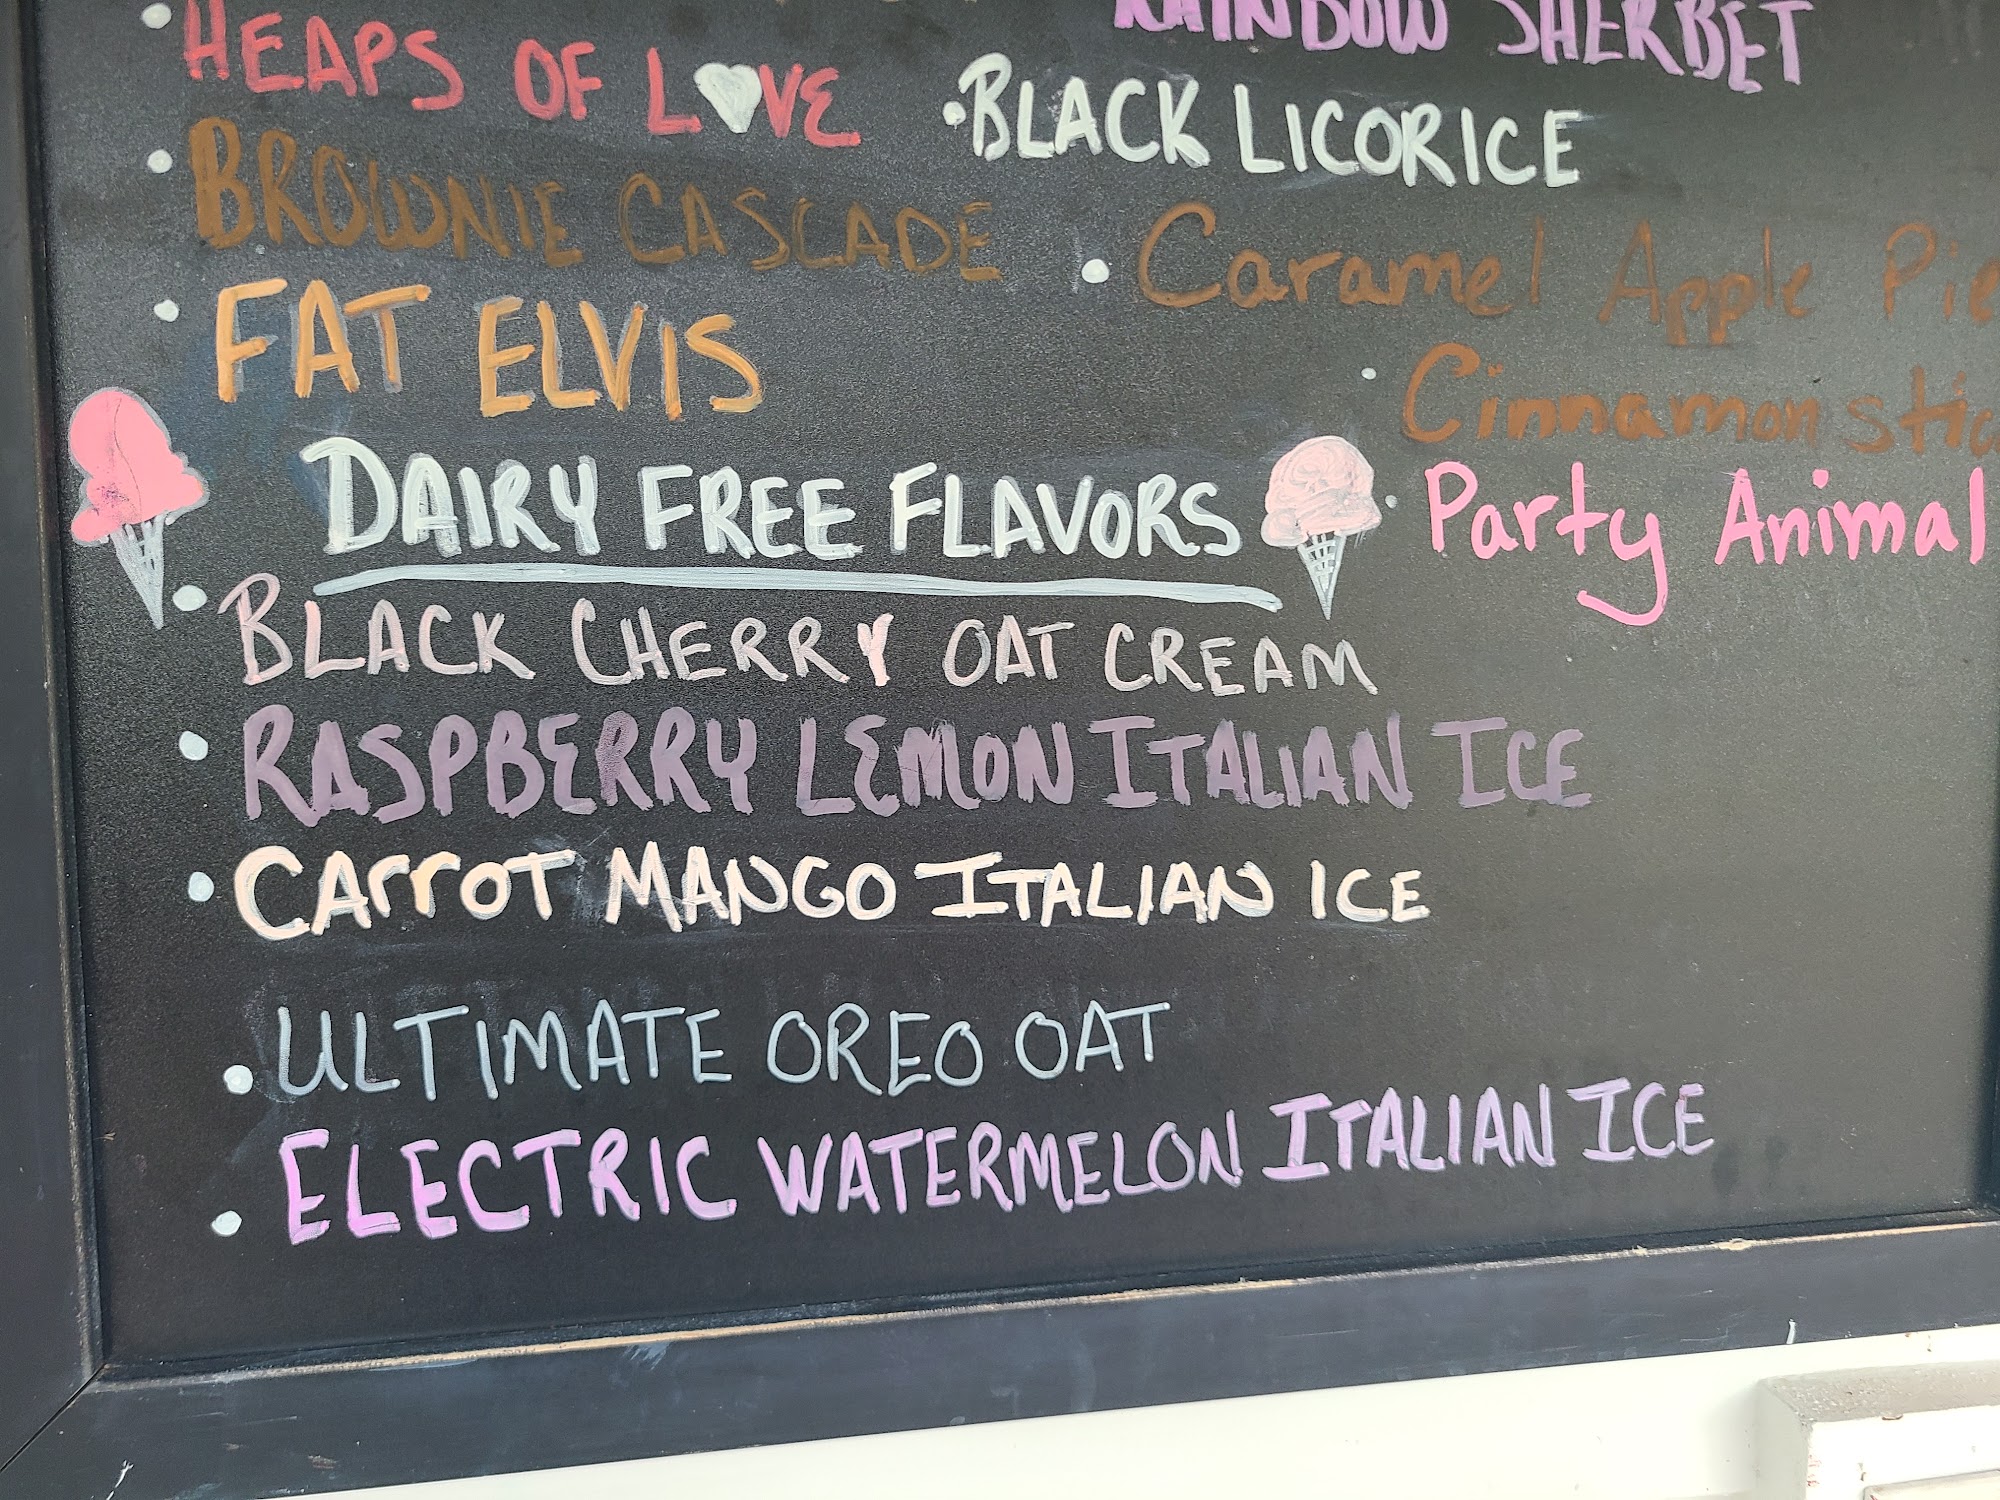 HEAPS OF LOVE
BROWNIE CASCADE
FAT ELVIS
RAINBOW SHERBET
BLACK LICORICE
Caramel Apple Pie
Cinnamon
Party Animal
DAIRY FREE FLAVORS
BLACK CHERRY OAT CREAM
RASPBERRY LEMON ITALIAN ICE
CARROT MANGO ITALIAN ICE
ULTIMATE OREO OAT
ELECTRIC WATERMELON ITALIAN ICE